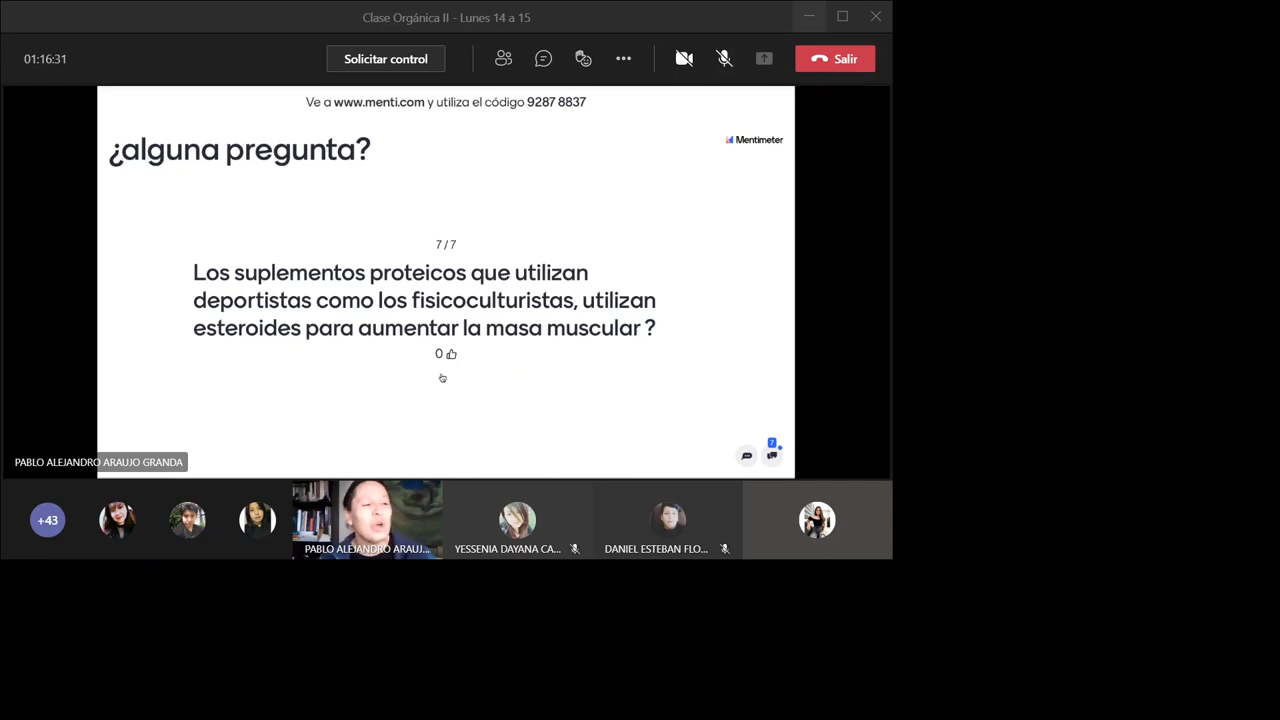 Clase Orgánica II - Lunes 14 a 15
01:16:31
Solicitar control
Salir
Ve a www.menti.com y utiliza el código 9287 8837
¿alguna pregunta?
Mentimeter
7 / 7
Los suplementos proteicos que utilizan
deportistas como los fisicoculturistas, utilizan
esteroides para aumentar la masa muscular ?
0
7
PABLO ALEJANDRO ARAUJO GRANDA
+43
PABLO ALEJANDRO ARAUJ...
YESSENIA DAYANA CA...
DANIEL ESTEBAN FLO...